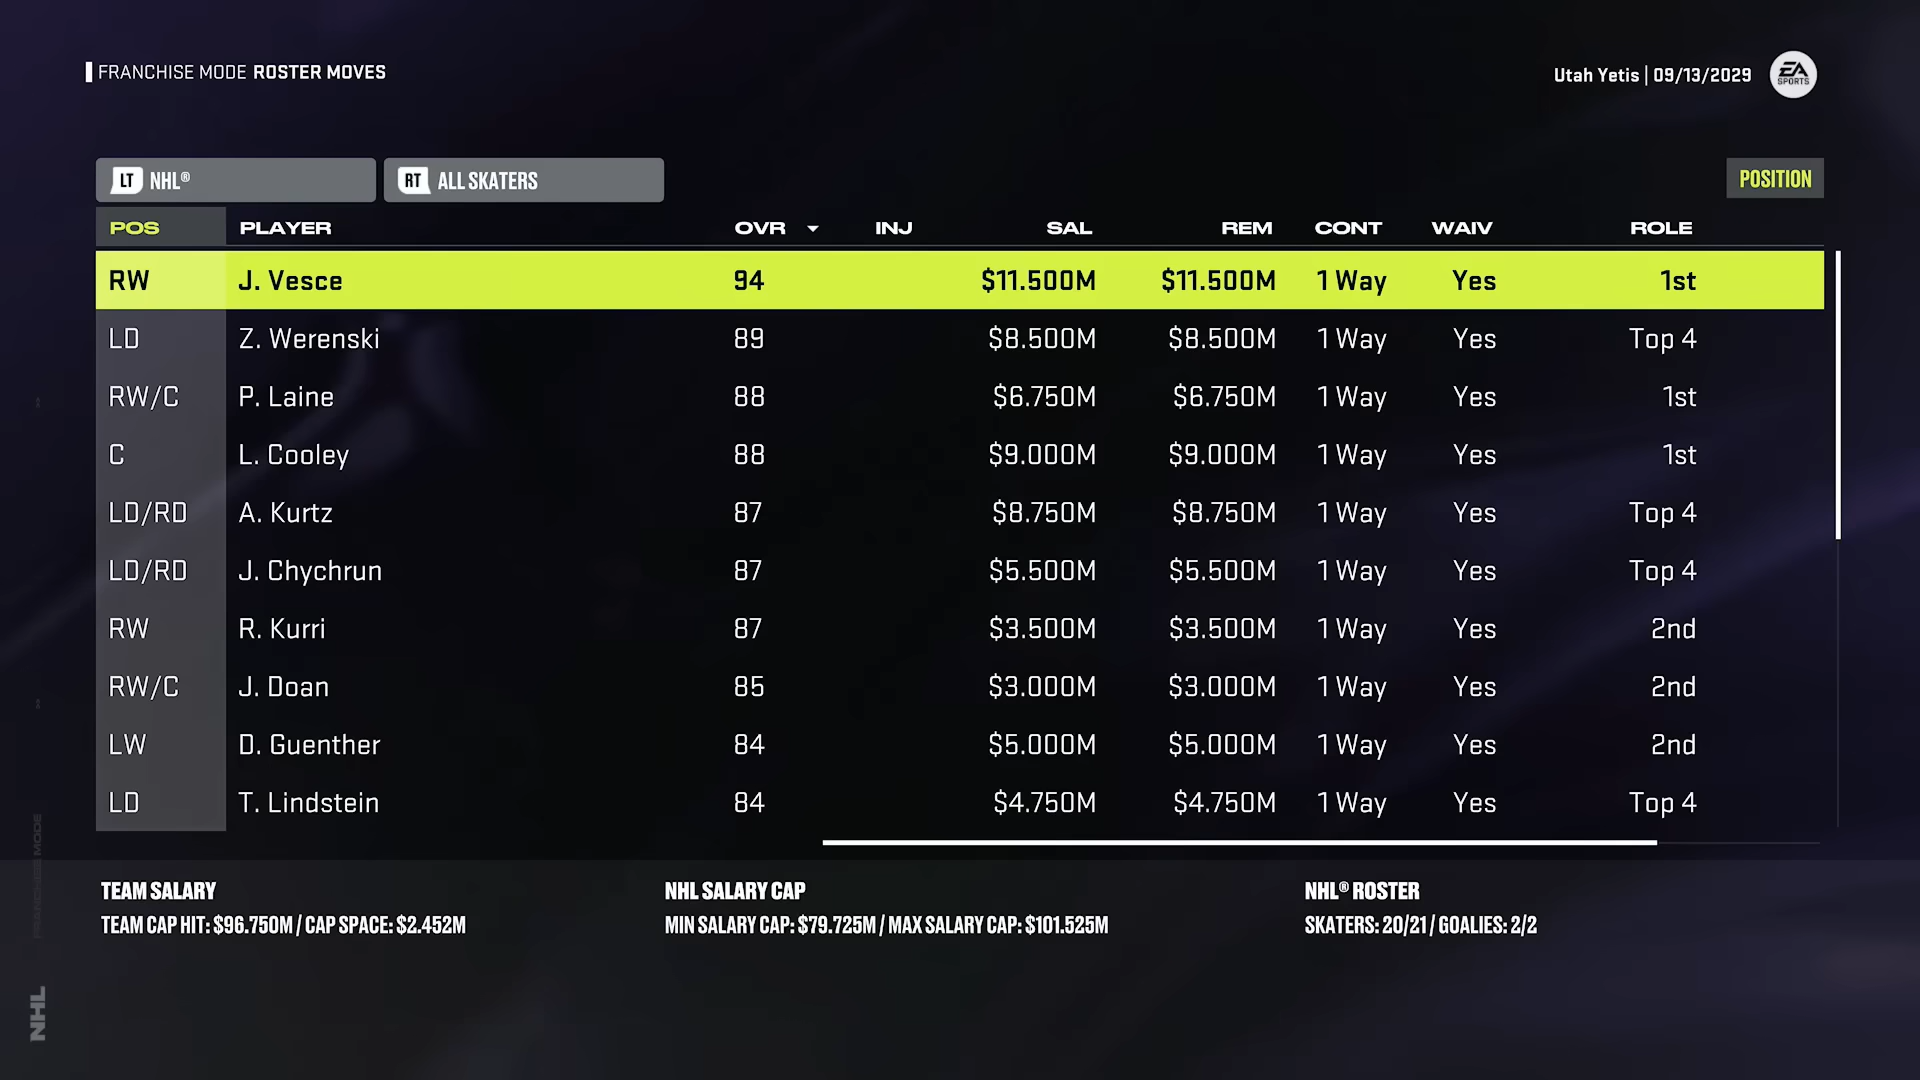 FRANCHISE MODE ROSTER MOVES
Utah Yetis | 09/13/2029
EA SPORTS
LT NHL® RT ALL SKATERS
POSITION
POS PLAYER OVR INJ SAL REM CONT WAIV ROLE
RW J. Vesce 94 $11.500M $11.500M 1 Way Yes 1st
LD Z. Werenski 89 $8.500M $8.500M 1 Way Yes Top 4
RW/C P. Laine 88 $6.750M $6.750M 1 Way Yes 1st
C L. Cooley 88 $9.000M $9.000M 1 Way Yes 1st
LD/RD A. Kurtz 87 $8.750M $8.750M 1 Way Yes Top 4
LD/RD J. Chychrun 87 $5.500M $5.500M 1 Way Yes Top 4
RW R. Kurri 87 $3.500M $3.500M 1 Way Yes 2nd
RW/C J. Doan 85 $3.000M $3.000M 1 Way Yes 2nd
LW D. Guenther 84 $5.000M $5.000M 1 Way Yes 2nd
LD T. Lindstein 84 $4.750M $4.750M 1 Way Yes Top 4
TEAM SALARY
TEAM CAP HIT: $96.750M / CAP SPACE: $2.452M
NHL SALARY CAP
MIN SALARY CAP: $79.725M / MAX SALARY CAP: $101.525M
NHL® ROSTER
SKATERS: 20/21 / GOALIES: 2/2
FRANCHISE MODE
NHL